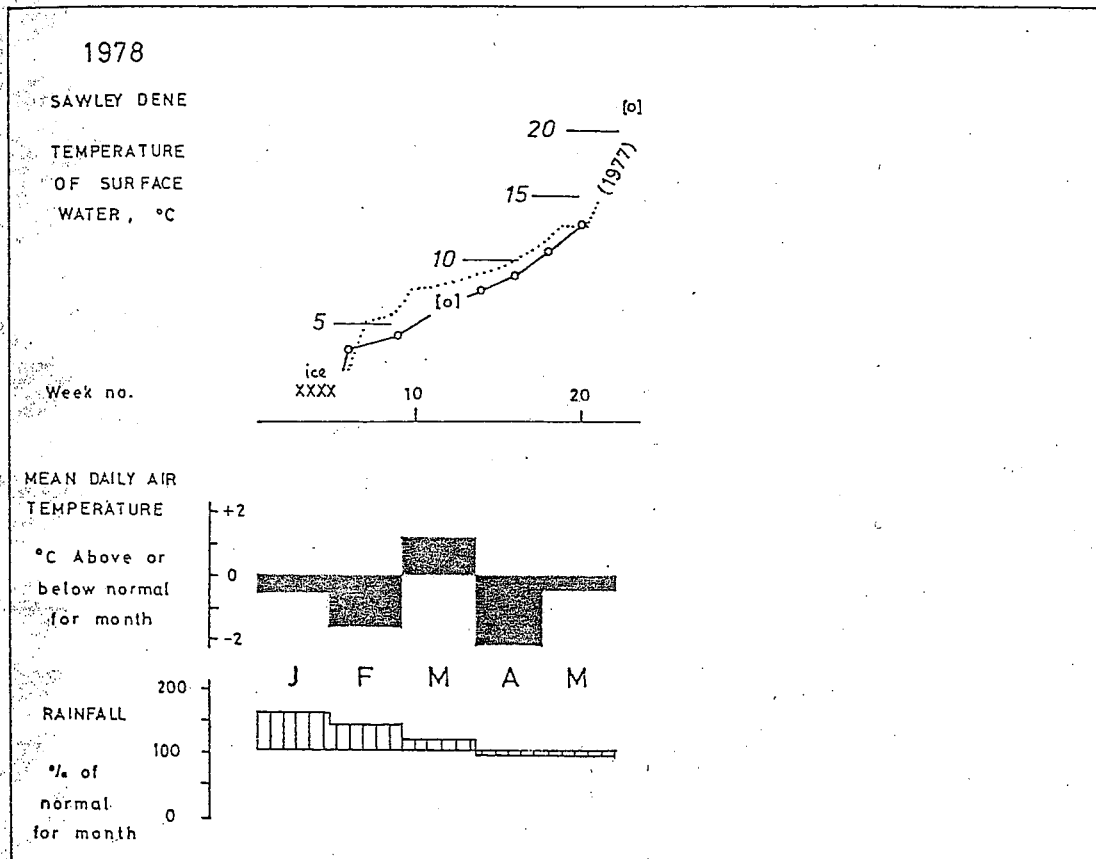 1978
SAWLEY DENE
TEMPERATURE
OF SURFACE
WATER, °C
[o]
20
(1977)
15
10
[o]
5
ice
XXXX
Week no.
10
20
MEAN DAILY AIR
TEMPERATURE
°C Above or
below normal
for month
+2
0
-2
J F M A M
RAINFALL
% of
normal
for month
200
100
0